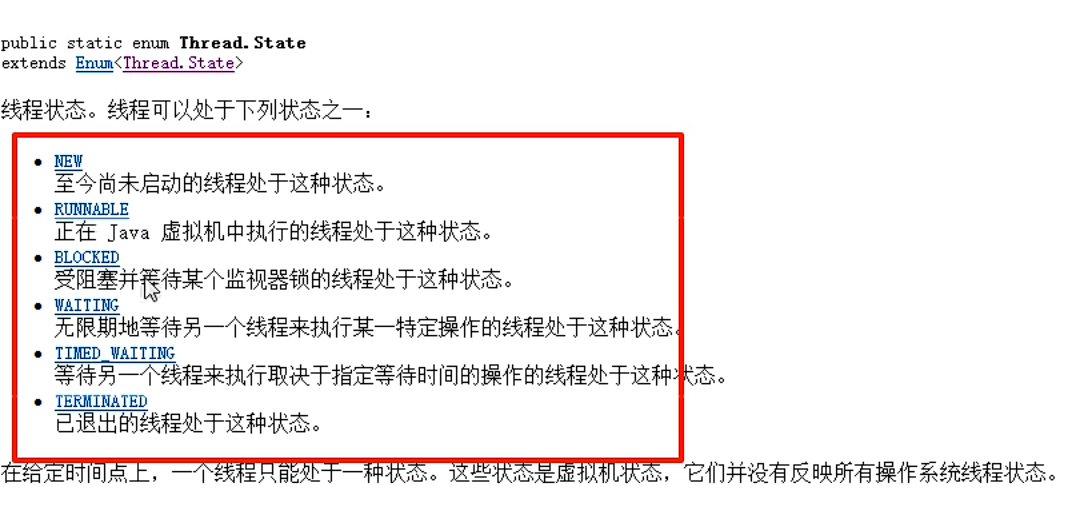 public static enum Thread.State
extends Enum<Thread.State>
线程状态。线程可以处于下列状态之一：
• NEW
至今尚未启动的线程处于这种状态。
• RUNNABLE
正在 Java 虚拟机中执行的线程处于这种状态。
• BLOCKED
受阻塞并等待某个监视器锁的线程处于这种状态。
• WAITING
无限期地等待另一个线程来执行某一特定操作的线程处于这种状态。
• TIMED_WAITING
等待另一个线程来执行取决于指定等待时间的操作的线程处于这种状态。
• TERMINATED
已退出的线程处于这种状态。
在给定时间点上，一个线程只能处于一种状态。这些状态是虚拟机状态，它们并没有反映所有操作系统线程状态。